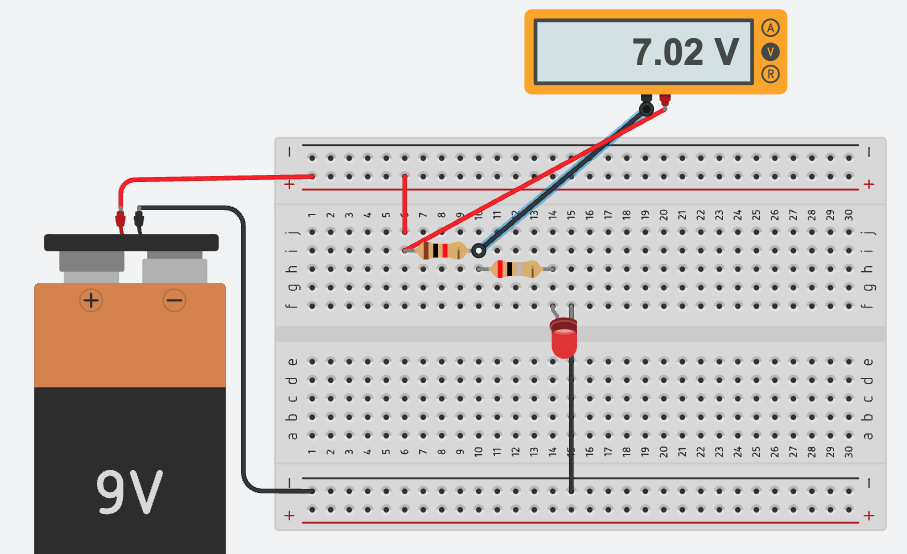 7.02 V
A
V
R
− −
+ +
1 2 3 4 5 6 7 8 9 10 11 12 13 14 15 16 17 18 19 20 21 22 23 24 25 26 27 28 29 30
j j
i i
h h
g g
f f
e e
d d
c c
b b
a a
1 2 3 4 5 6 7 8 9 10 11 12 13 14 15 16 17 18 19 20 21 22 23 24 25 26 27 28 29 30
− −
+ +
+ −
9V